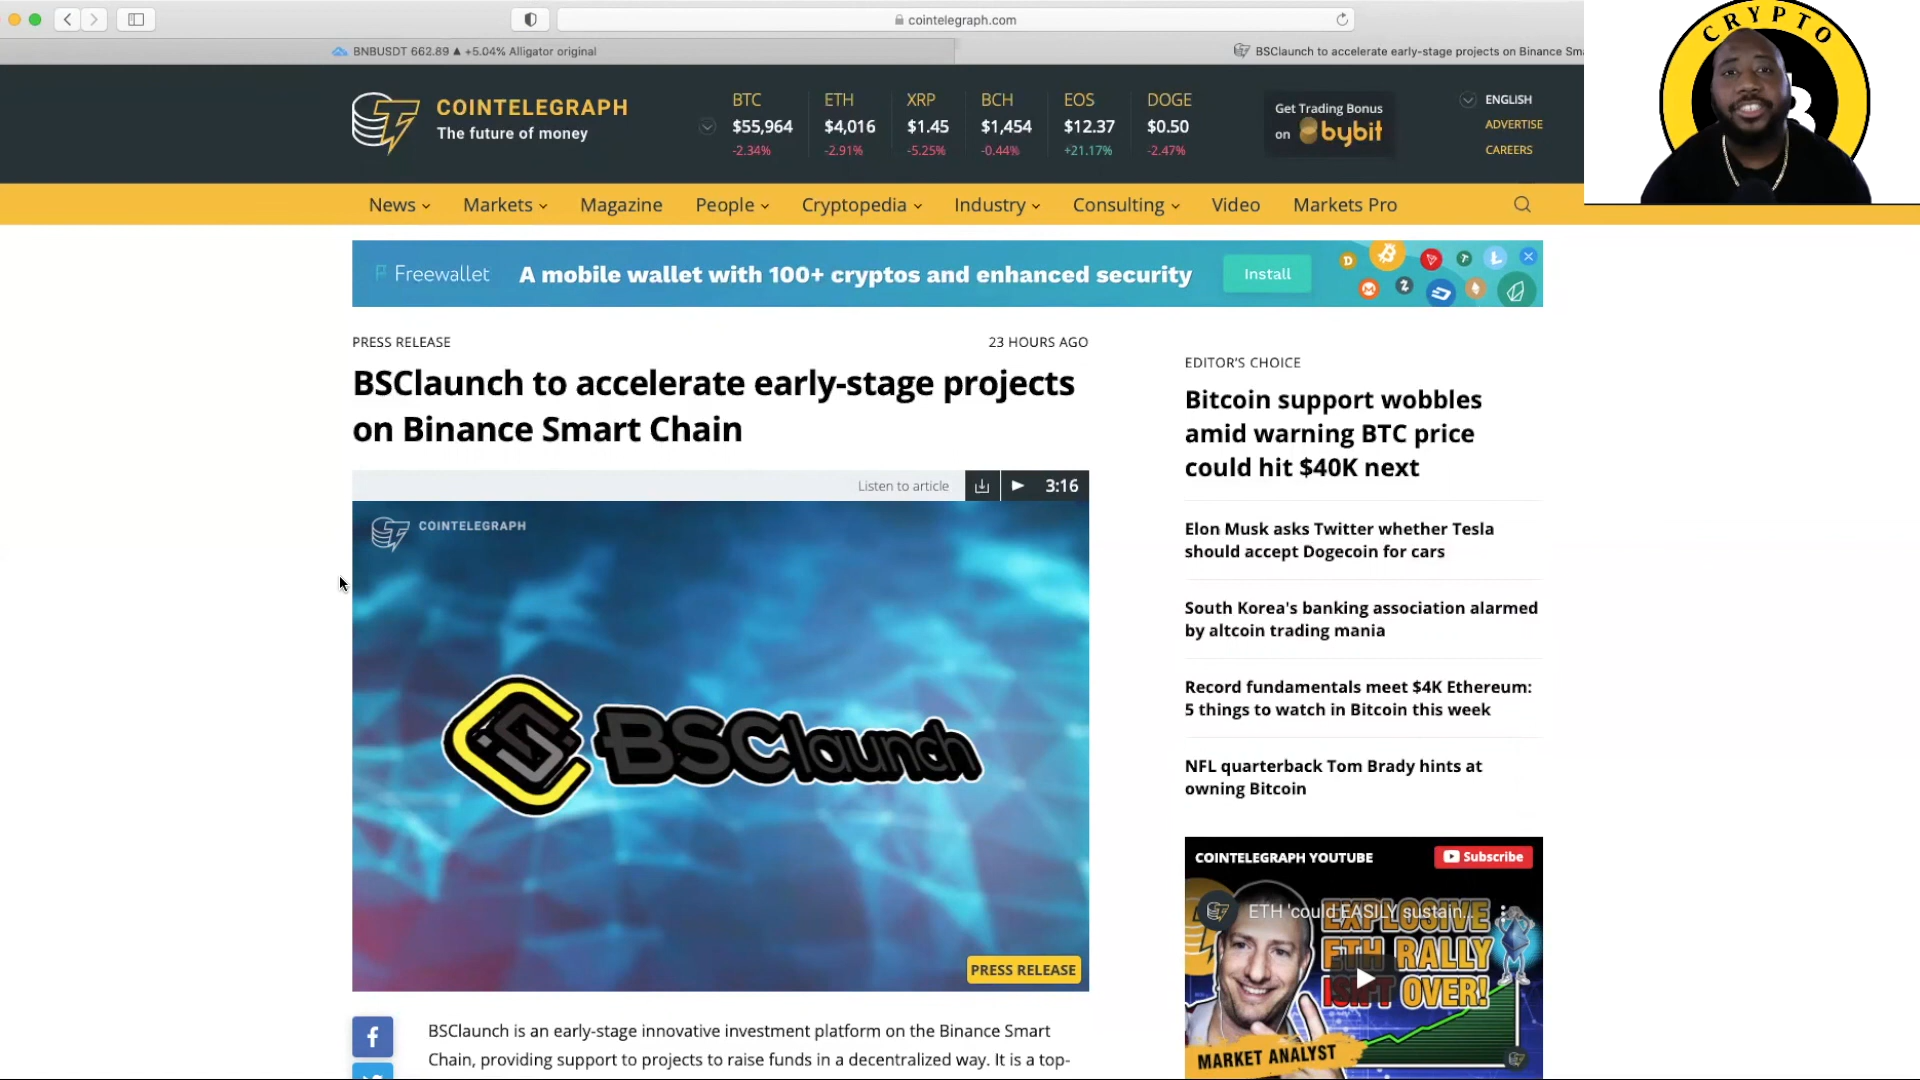 cointelegraph.com
BNBUSDT 662.89 ▲ +5.04% Alligator original
BSClaunch to accelerate early-stage projects on Binance Sma
CRYPTO
B
COINTELEGRAPH
The future of money
BTC
$55,964
-2.34%
ETH
$4,016
-2.91%
XRP
$1.45
-5.25%
BCH
$1,454
-0.44%
EOS
$12.37
+21.17%
DOGE
$0.50
-2.47%
Get Trading Bonus
on bybit
ENGLISH
ADVERTISE
CAREERS
News Markets Magazine People Cryptopedia Industry Consulting Video Markets Pro
Freewallet A mobile wallet with 100+ cryptos and enhanced security Install
PRESS RELEASE 23 HOURS AGO
BSClaunch to accelerate early-stage projects
on Binance Smart Chain
Listen to article 3:16
COINTELEGRAPH
BSClaunch
PRESS RELEASE
BSClaunch is an early-stage innovative investment platform on the Binance Smart
Chain, providing support to projects to raise funds in a decentralized way. It is a top-
EDITOR'S CHOICE
Bitcoin support wobbles
amid warning BTC price
could hit $40K next
Elon Musk asks Twitter whether Tesla
should accept Dogecoin for cars
South Korea's banking association alarmed
by altcoin trading mania
Record fundamentals meet $4K Ethereum:
5 things to watch in Bitcoin this week
NFL quarterback Tom Brady hints at
owning Bitcoin
COINTELEGRAPH YOUTUBE Subscribe
ETH 'could EASILY sustain...
EXPLOSIVE
ETH RALLY
ISN'T OVER!
MARKET ANALYST